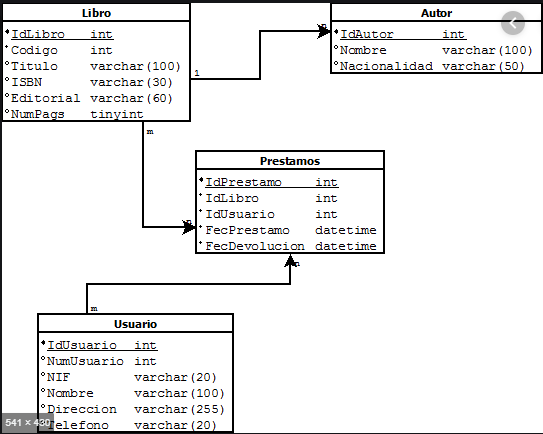 Libro
IdLibro int
Codigo int
Titulo varchar(100)
ISBN varchar(30)
Editorial varchar(60)
NumPags tinyint
1
m
Autor
IdAutor int
Nombre varchar(100)
Nacionalidad varchar(50)
n
Prestamos
IdPrestamo int
IdLibro int
IdUsuario int
FecPrestamo datetime
FecDevolucion datetime
n
m
Usuario
IdUsuario int
NumUsuario int
NIF varchar(20)
Nombre varchar(100)
Direccion varchar(255)
Telefono varchar(20)
541 × 430